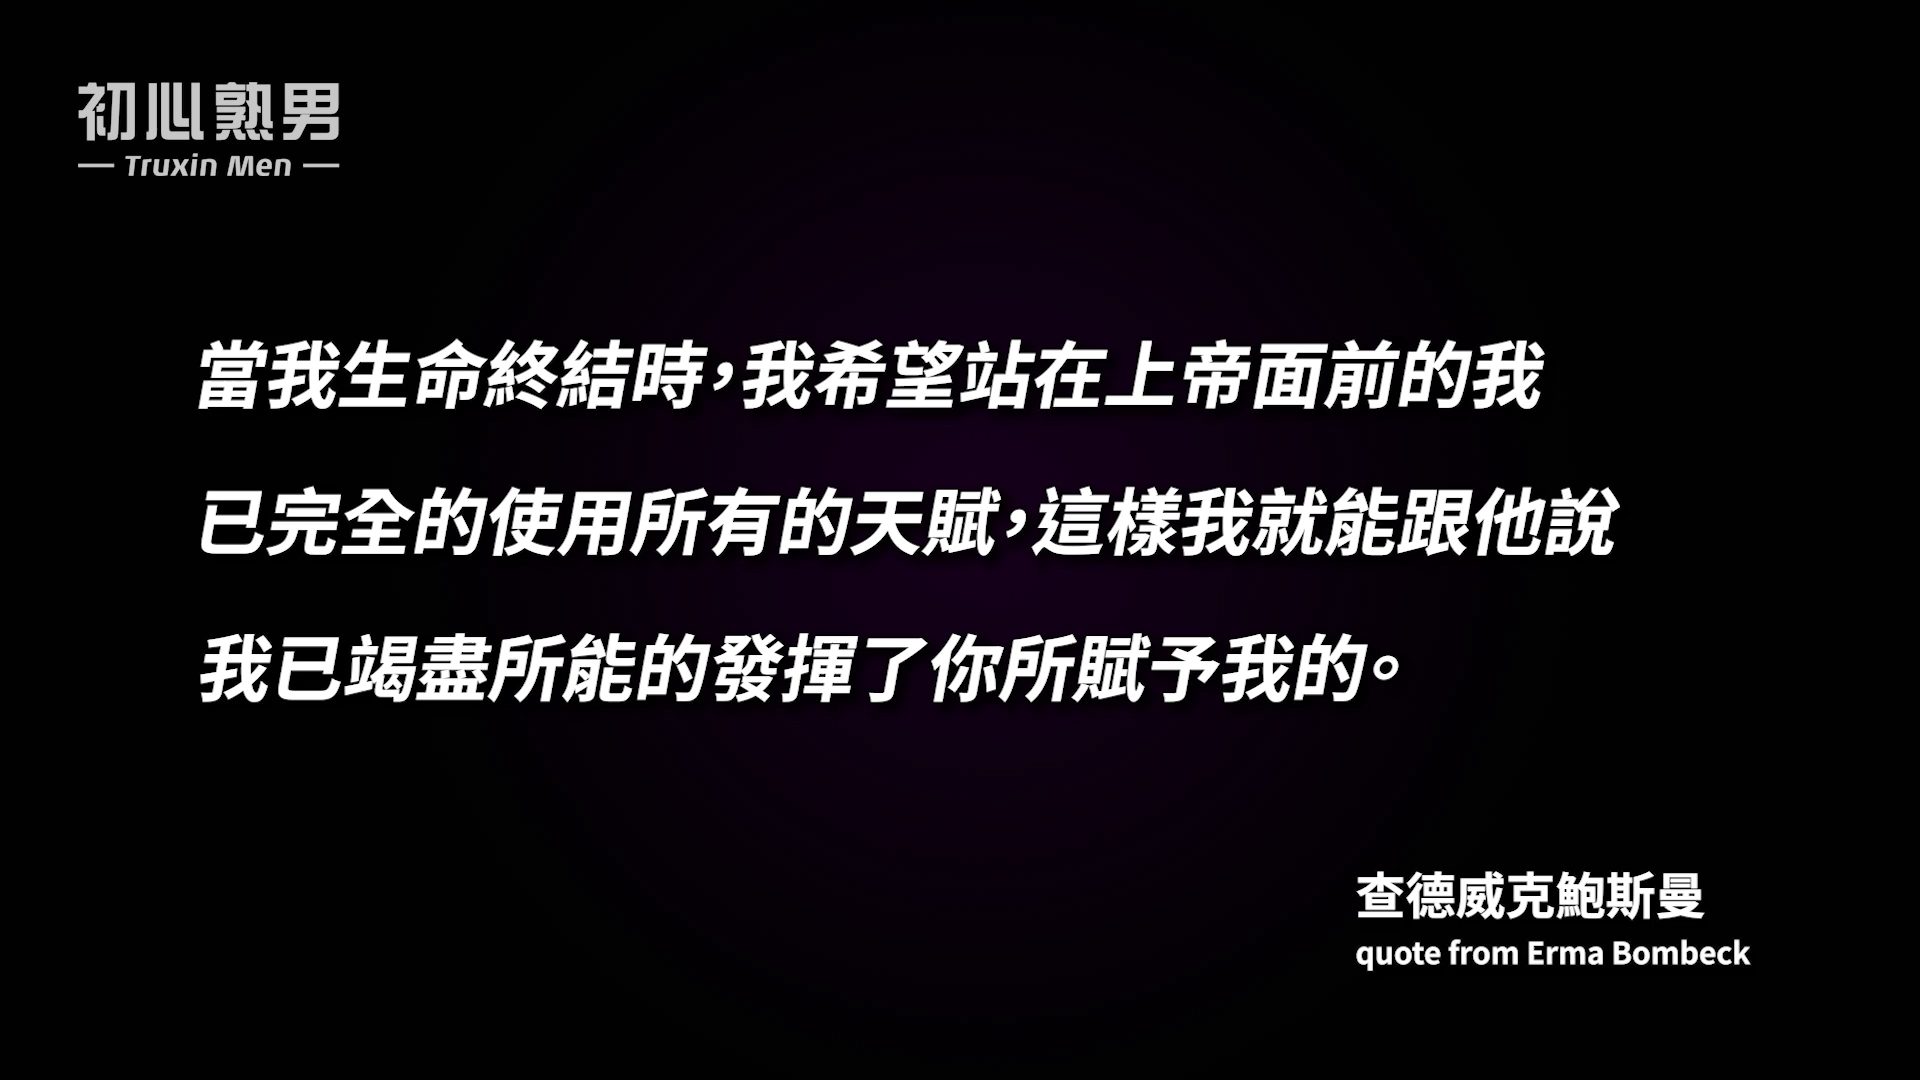 初心熟男
Truxin Men
當我生命終結時，我希望站在上帝面前的我
已完全的使用所有的天賦，這樣我就能跟他說
我已竭盡所能的發揮了你所賦予我的。
查德威克鮑斯曼
quote from Erma Bombeck